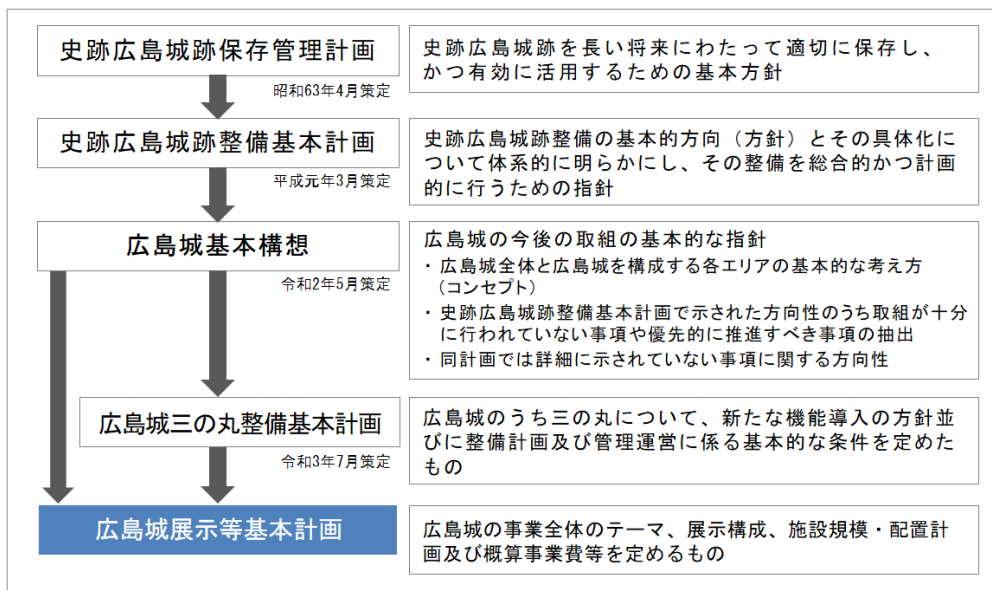 史跡広島城跡保存管理計画
昭和63年4月策定
史跡広島城跡を長い将来にわたって適切に保存し、
かつ有効に活用するための基本方針
史跡広島城跡整備基本計画
平成元年3月策定
史跡広島城跡整備の基本的方向（方針）とその具体化に
ついて体系的に明らかにし、その整備を総合的かつ計画
的に行うための指針
広島城基本構想
令和2年5月策定
広島城の今後の取組の基本的な指針
・広島城全体と広島城を構成する各エリアの基本的な考え方
（コンセプト）
・史跡広島城跡整備基本計画で示された方向性のうち取組が十分
に行われていない事項や優先的に推進すべき事項の抽出
・同計画では詳細に示されていない事項に関する方向性
広島城三の丸整備基本計画
令和3年7月策定
広島城のうち三の丸について、新たな機能導入の方針並
びに整備計画及び管理運営に係る基本的な条件を定めた
もの
広島城展示等基本計画
広島城の事業全体のテーマ、展示構成、施設規模・配置計
画及び概算事業費等を定めるもの